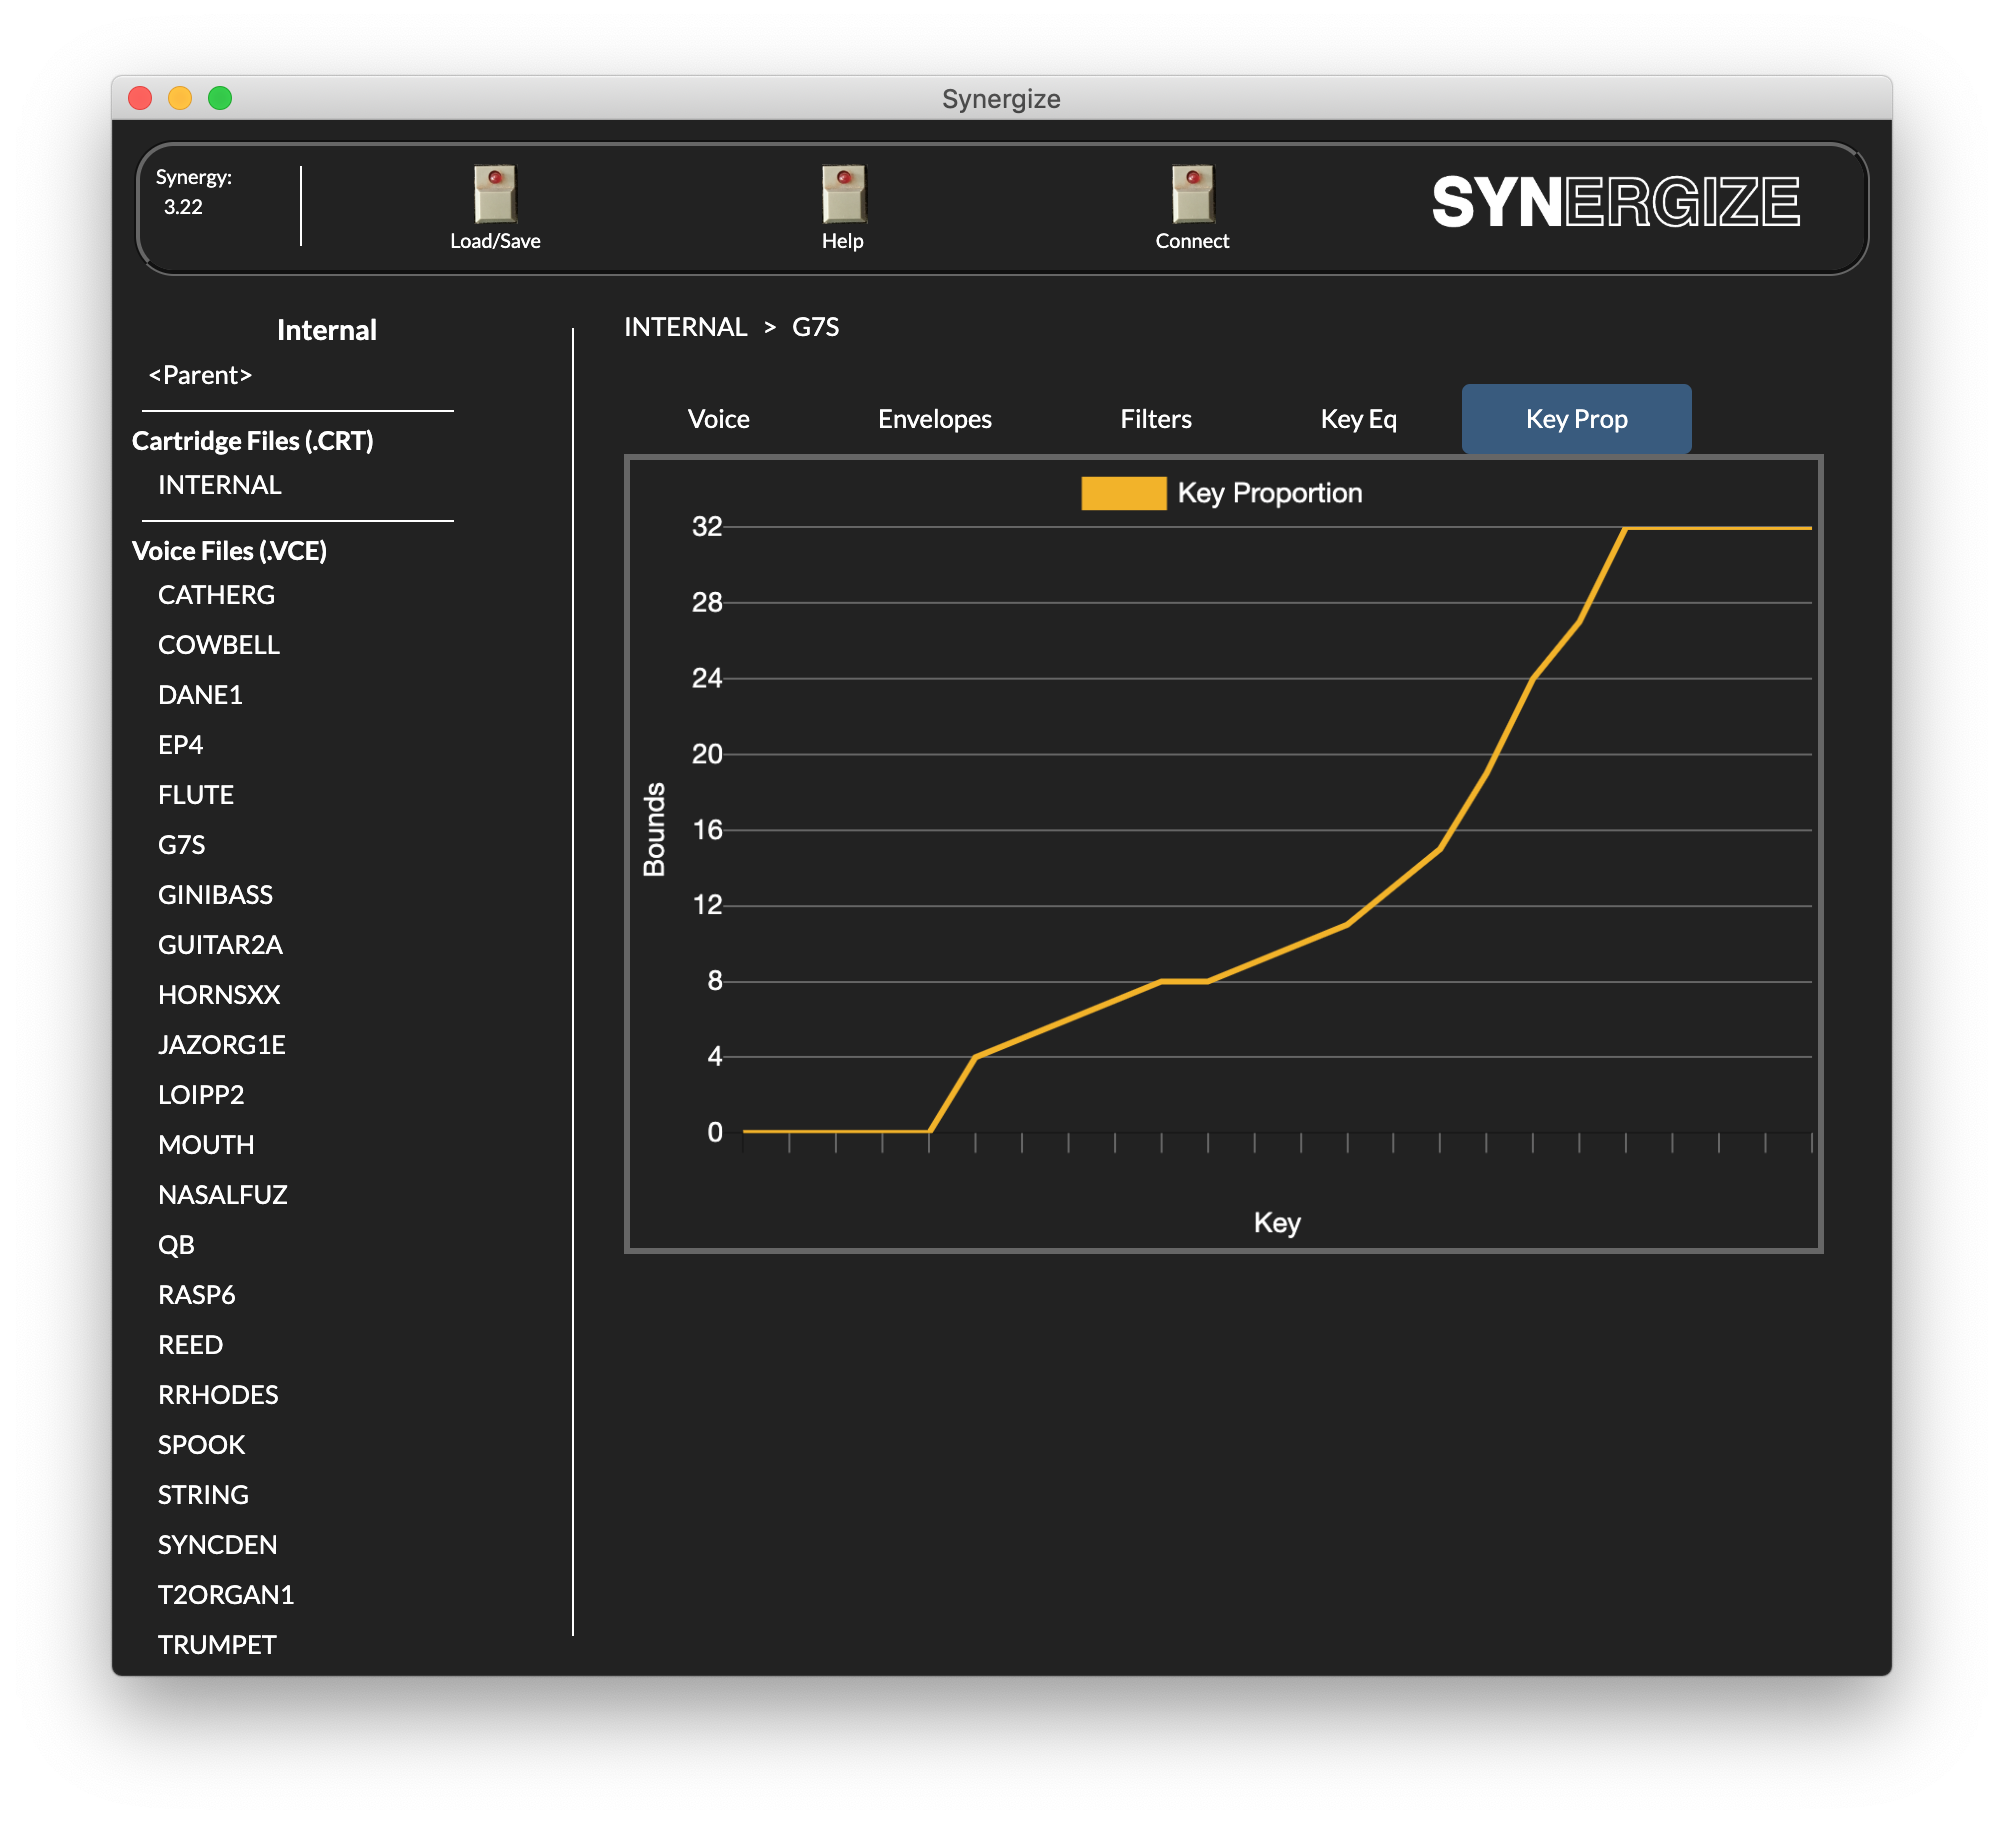 Synergize
Synergy:
3.22
Load/Save
Help
Connect
SYNERGIZE
Internal
<Parent>
Cartridge Files (.CRT)
INTERNAL
Voice Files (.VCE)
CATHERG
COWBELL
DANE1
EP4
FLUTE
G7S
GINIBASS
GUITAR2A
HORNSXX
JAZORG1E
LOIPP2
MOUTH
NASALFUZ
QB
RASP6
REED
RRHODES
SPOOK
STRING
SYNCDEN
T2ORGAN1
TRUMPET
INTERNAL > G7S
Voice Envelopes Filters Key Eq Key Prop
Key Proportion
32
28
24
20
16
12
8
4
0
Bounds
Key